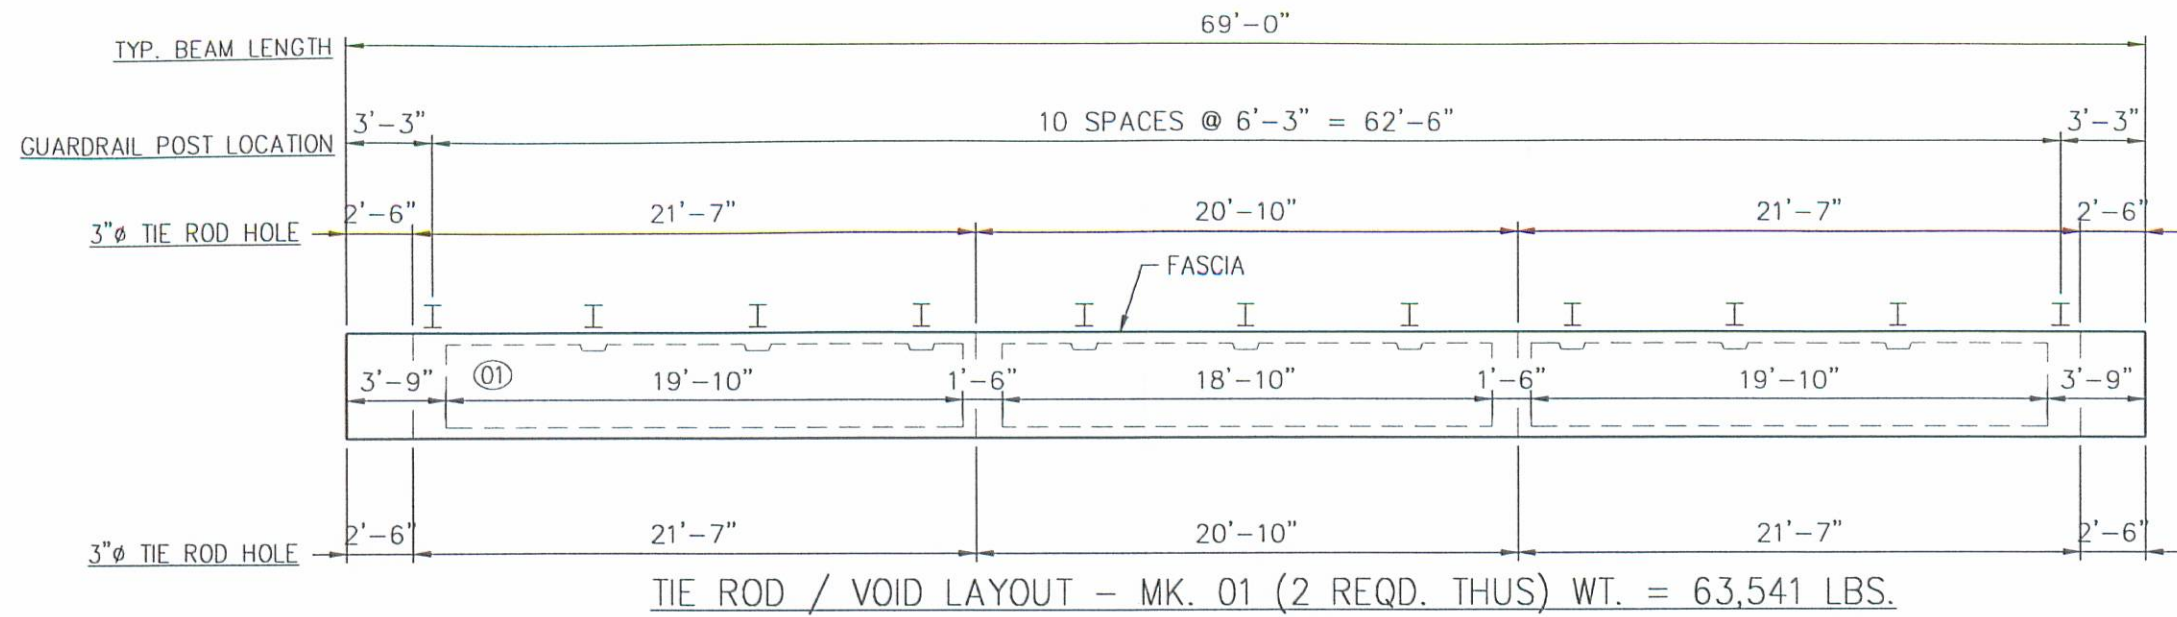 69'-0"
TYP. BEAM LENGTH
3'-3" 10 SPACES @ 6'-3" = 62'-6" 3'-3"
GUARDRAIL POST LOCATION
2'-6" 21'-7" 20'-10" 21'-7" 2'-6"
3"ø TIE ROD HOLE
FASCIA
3'-9" 01 19'-10" 1'-6" 18'-10" 1'-6" 19'-10" 3'-9"
2'-6" 21'-7" 20'-10" 21'-7" 2'-6"
3"ø TIE ROD HOLE
TIE ROD / VOID LAYOUT - MK. 01 (2 REQD. THUS) WT. = 63,541 LBS.